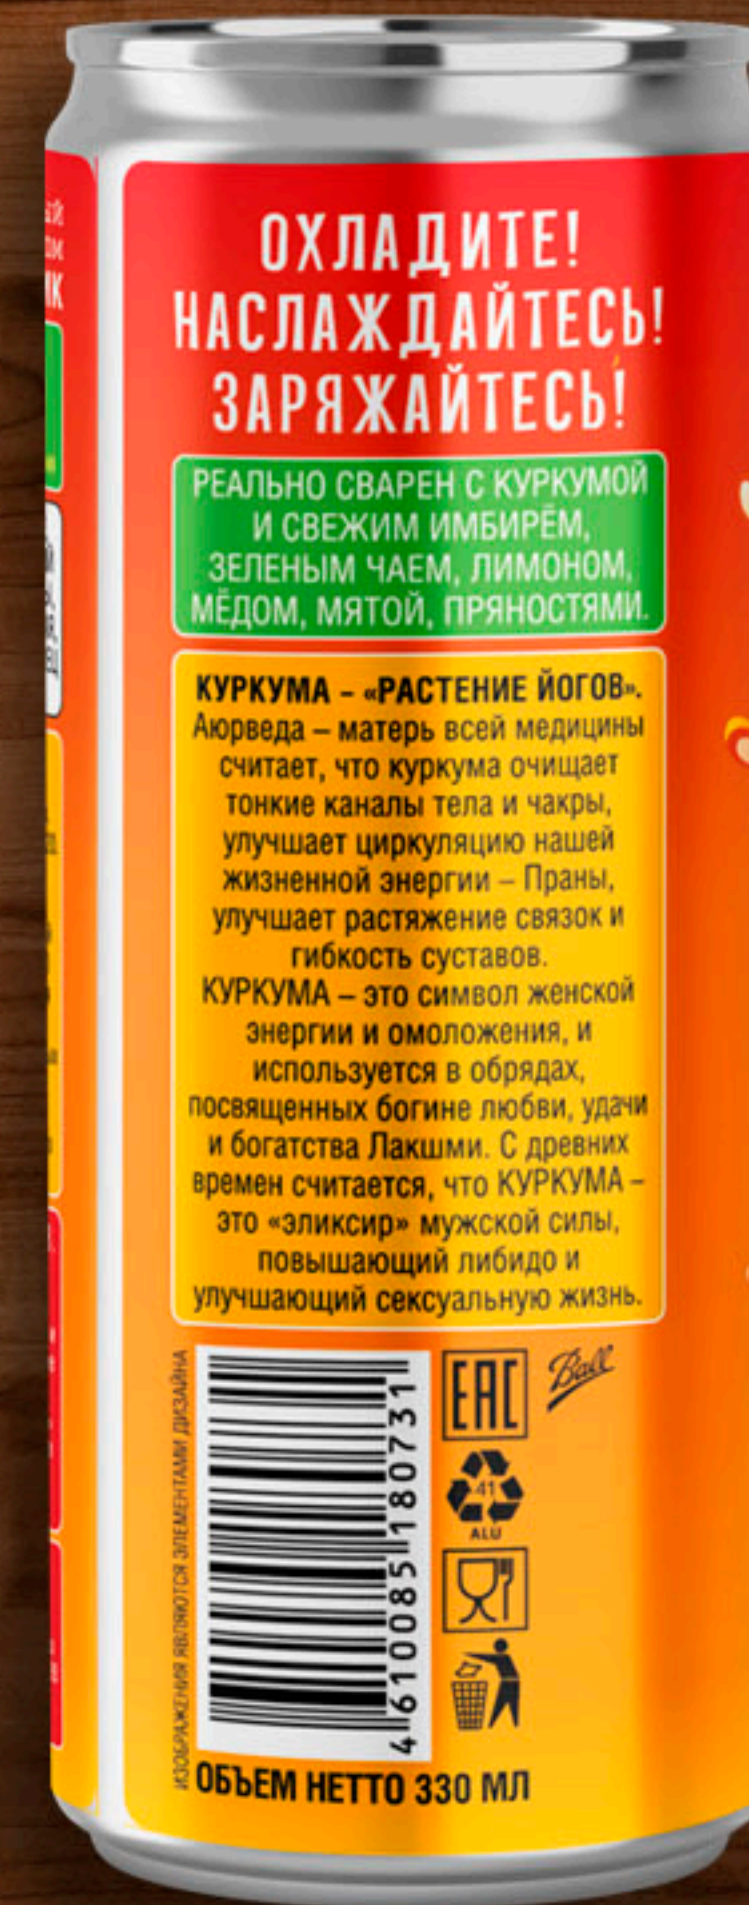 ОХЛАДИТЕ!
НАСЛАЖДАЙТЕСЬ!
ЗАРЯЖАЙТЕСЬ!
РЕАЛЬНО СВАРЕН С КУРКУМОЙ
И СВЕЖИМ ИМБИРЁМ,
ЗЕЛЕНЫМ ЧАЕМ, ЛИМОНОМ,
МЁДОМ, МЯТОЙ, ПРЯНОСТЯМИ.
КУРКУМА – «РАСТЕНИЕ ЙОГОВ».
Аюрведа – матерь всей медицины
считает, что куркума очищает
тонкие каналы тела и чакры,
улучшает циркуляцию нашей
жизненной энергии – Праны,
улучшает растяжение связок и
гибкость суставов.
КУРКУМА – это символ женской
энергии и омоложения, и
используется в обрядах,
посвященных богине любви, удачи
и богатства Лакшми. С древних
времен считается, что КУРКУМА –
это «эликсир» мужской силы,
повышающий либидо и
улучшающий сексуальную жизнь.
ИЗОБРАЖЕНИЯ ЯВЛЯЮТСЯ ЭЛЕМЕНТАМИ ДИЗАЙНА
4 610085 180731
EAC
Ball
41
ALU
ОБЪЕМ НЕТТО 330 МЛ